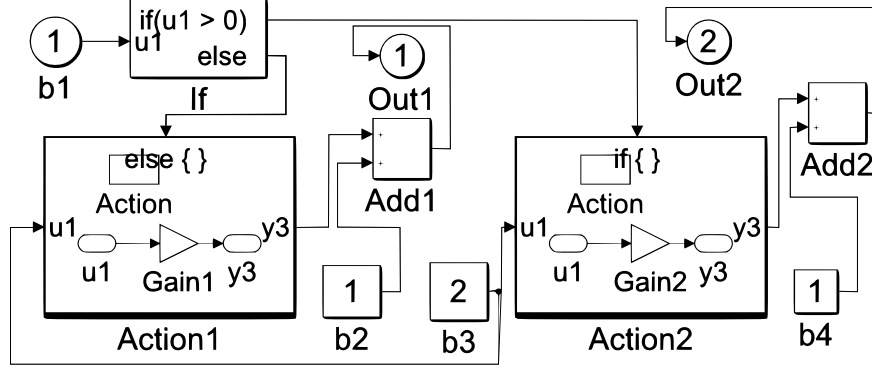 1
b1
if(u1 > 0)
u1
else
If
1
Out1
2
Out2
+
+
Add1
+
+
Add2
else { }
Action
u1
y3
u1
Gain1
y3
Action1
1
b2
2
b3
if { }
Action
u1
y3
u1
Gain2
y3
Action2
1
b4